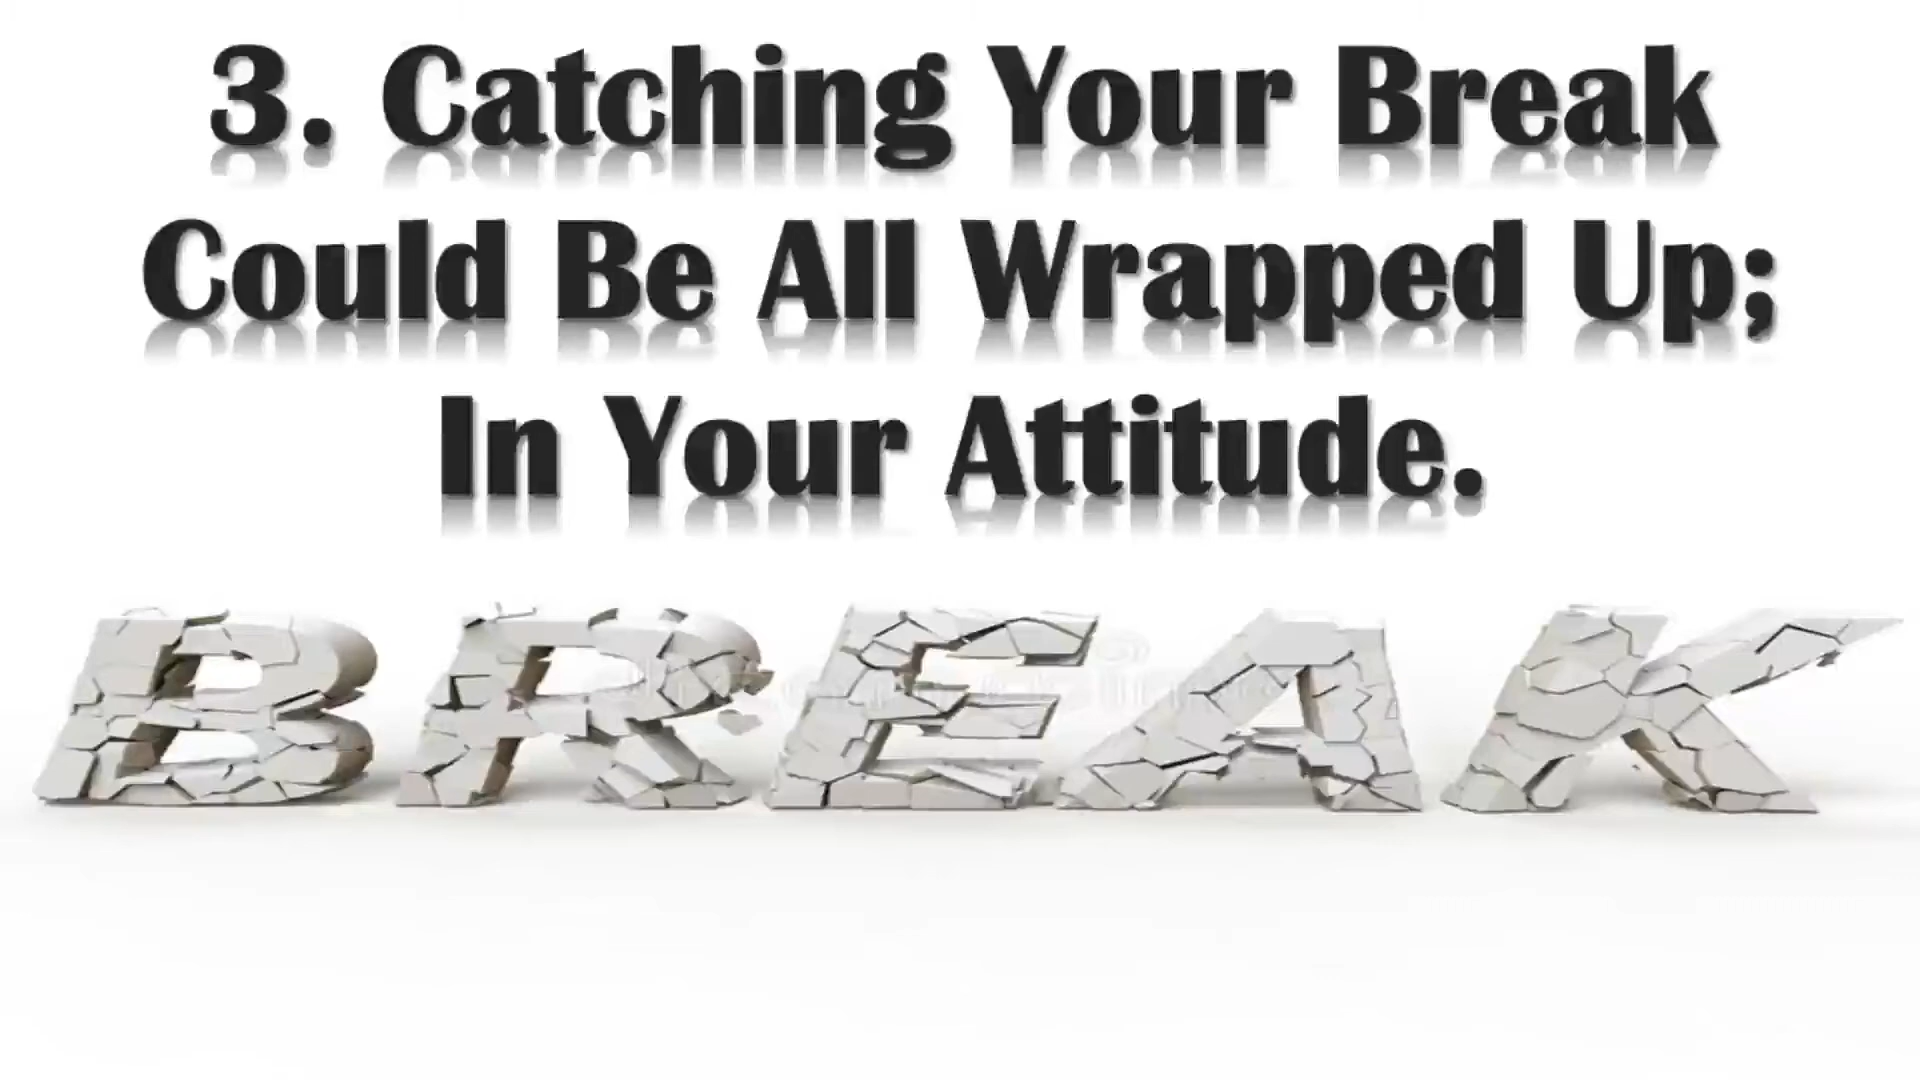 3. Catching Your Break
Could Be All Wrapped Up;
In Your Attitude.
BREAK